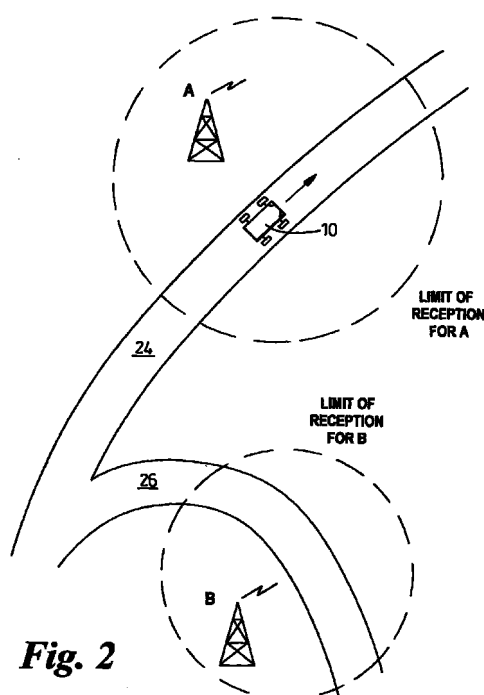 A
10
LIMIT OF
RECEPTION
FOR A
24
LIMIT OF
RECEPTION
FOR B
26
B
Fig. 2